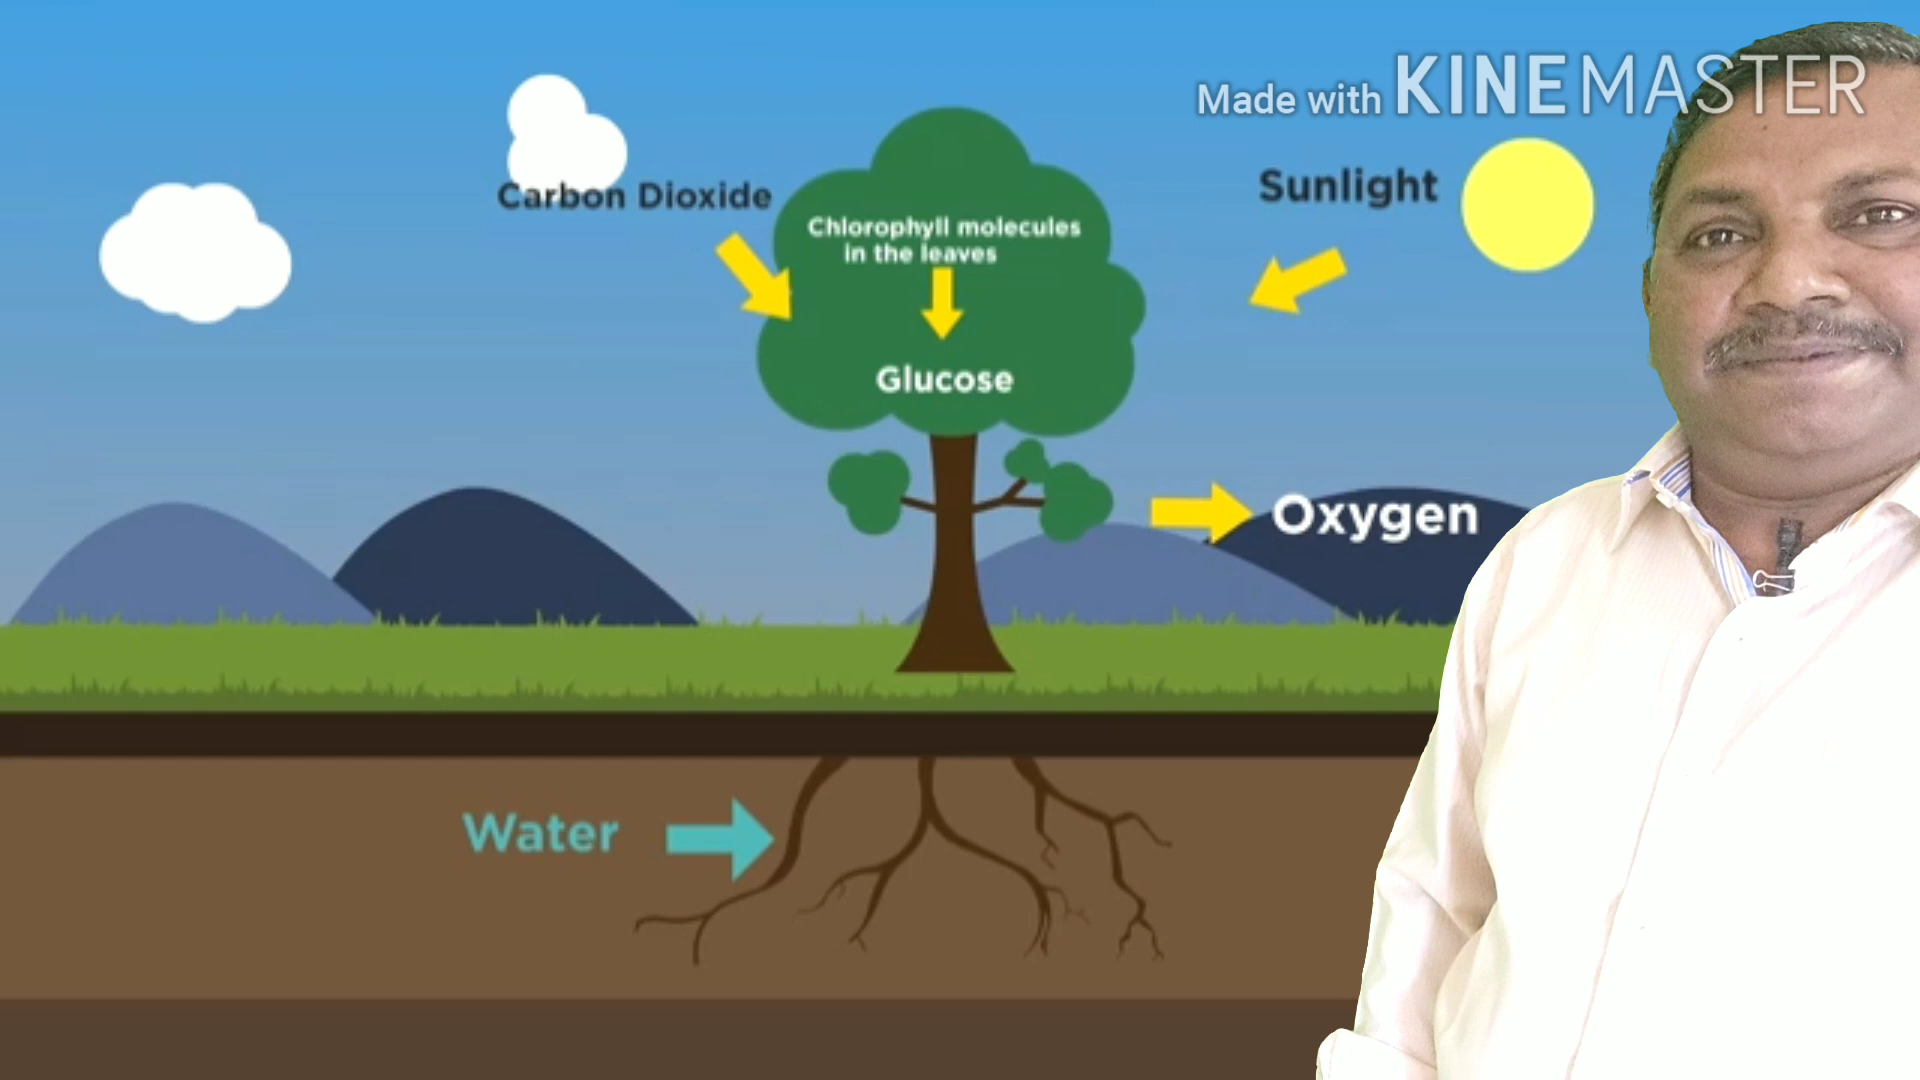 Made with KINEMASTER
Carbon Dioxide
Sunlight
Chlorophyll molecules
in the leaves
Glucose
Oxygen
Water